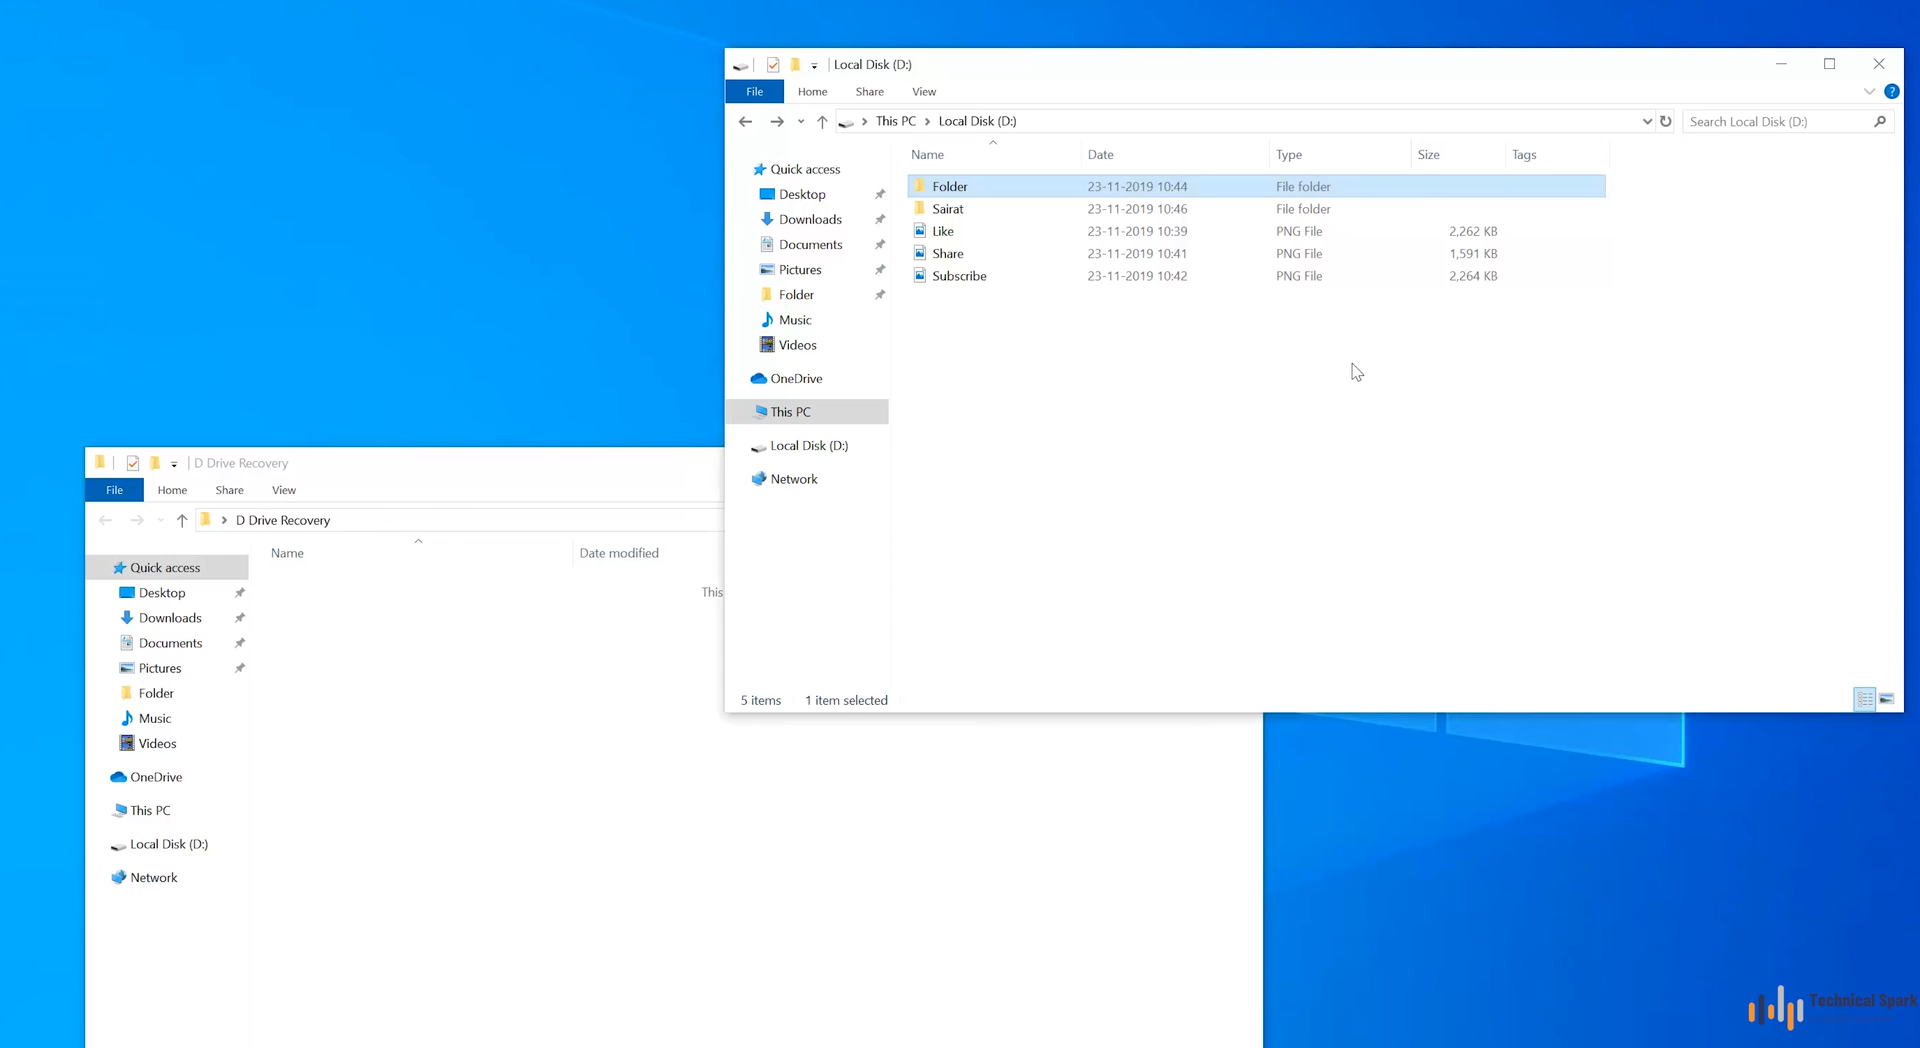 Local Disk (D:)
File Home Share View
This PC Local Disk (D:) Search Local Disk (D:)
Name Date Type Size Tags
Quick access
Desktop
Downloads
Documents
Pictures
Folder
Music
Videos
OneDrive
This PC
Local Disk (D:)
Network
Folder 23-11-2019 10:44 File folder
Sairat 23-11-2019 10:46 File folder
Like 23-11-2019 10:39 PNG File 2,262 KB
Share 23-11-2019 10:41 PNG File 1,591 KB
Subscribe 23-11-2019 10:42 PNG File 2,264 KB
5 items 1 item selected
D Drive Recovery
File Home Share View
D Drive Recovery
Name Date modified
This
Quick access
Desktop
Downloads
Documents
Pictures
Folder
Music
Videos
OneDrive
This PC
Local Disk (D:)
Network
Technical Spark